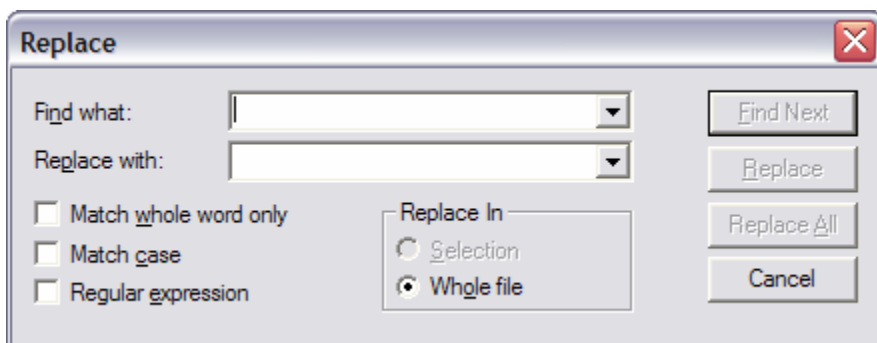 Replace
Find what:
Find Next
Replace with:
Replace
Match whole word only
Replace In
Replace All
Match case
Selection
Regular expression
Whole file
Cancel